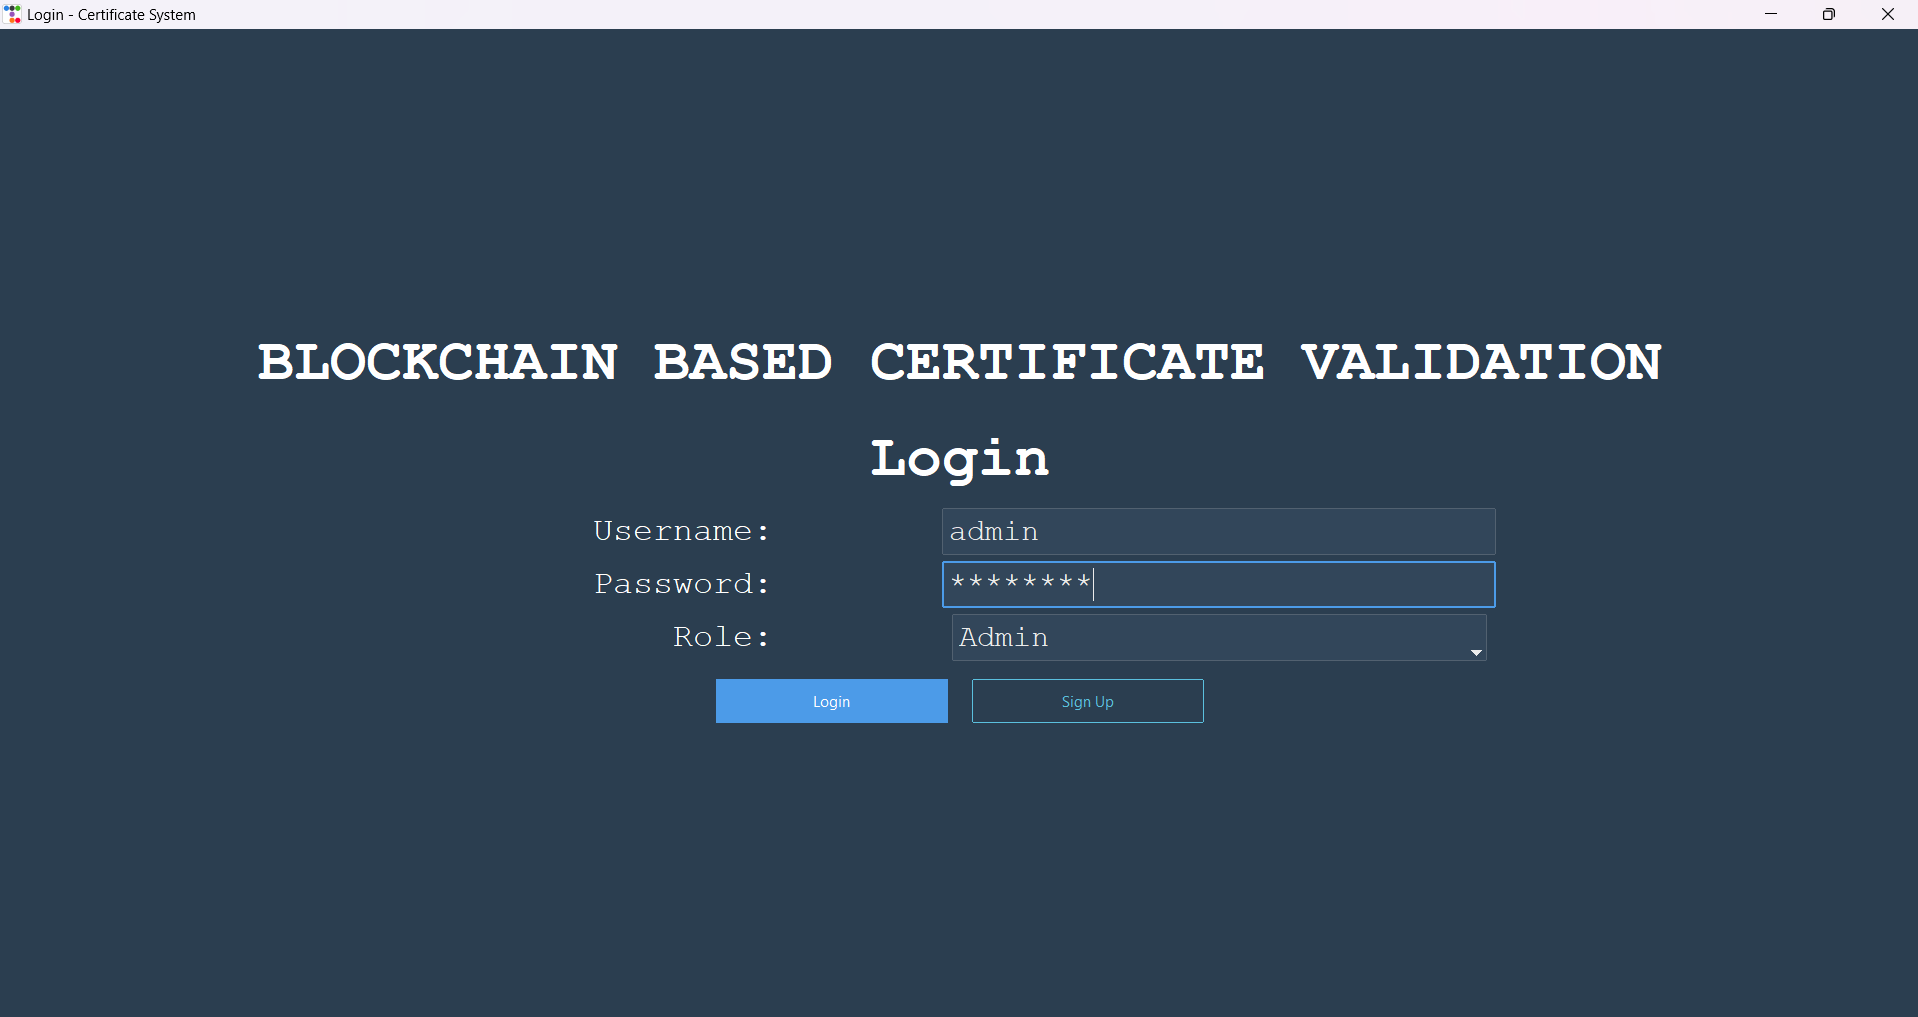 Login - Certificate System
BLOCKCHAIN BASED CERTIFICATE VALIDATION
Login
Username: admin
Password: ********
Role: Admin
Login Sign Up